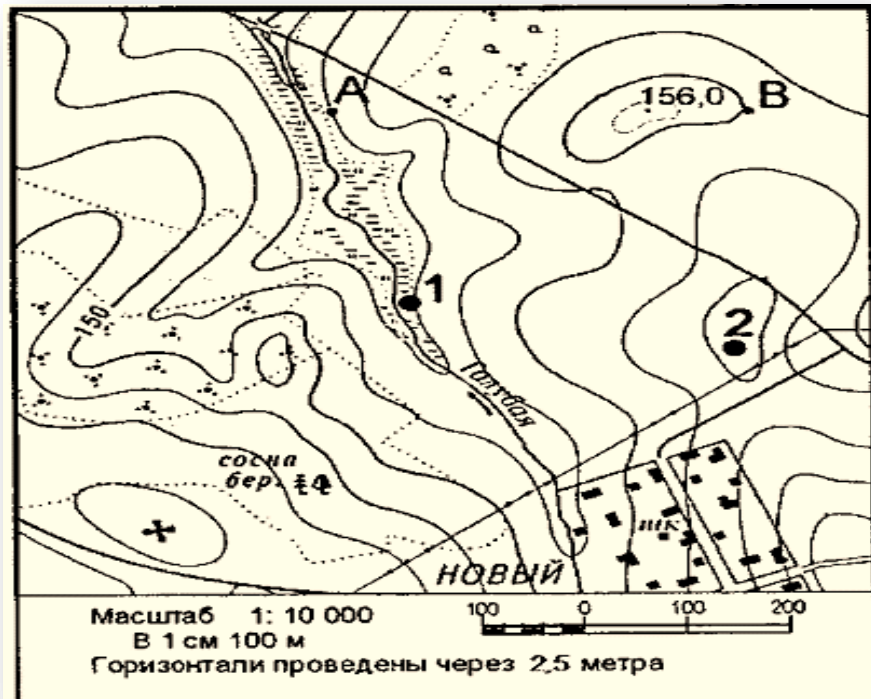 А
156,0 В
1
150
2
Голубая
сосна
бер.
шк
НОВЫЙ
Масштаб 1: 10 000
В 1 см 100 м
100 0 100 200
Горизонтали проведены через 2,5 метра